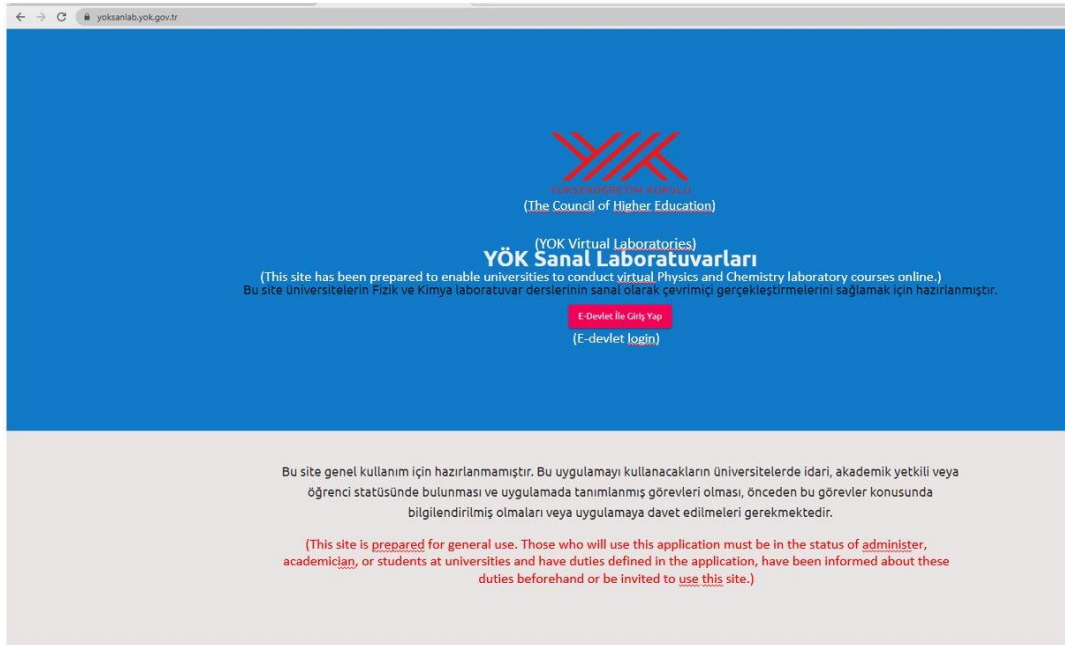 yoksanlab.yok.gov.tr
YÜKSEKÖĞRETİM KURULU
(The Council of Higher Education)
(YOK Virtual Laboratories)
YÖK Sanal Laboratuvarları
(This site has been prepared to enable universities to conduct virtual Physics and Chemistry laboratory courses online.)
Bu site üniversitelerin Fizik ve Kimya laboratuvar derslerinin sanal olarak çevrimiçi gerçekleştirmelerini sağlamak için hazırlanmıştır.
E-Devlet İle Giriş Yap
(E-devlet login)
Bu site genel kullanım için hazırlanmamıştır. Bu uygulamayı kullanacakların üniversitelerde idari, akademik yetkili veya
öğrenci statüsünde bulunması ve uygulamada tanımlanmış görevleri olması, önceden bu görevler konusunda
bilgilendirilmiş olmaları veya uygulamaya davet edilmeleri gerekmektedir.
(This site is prepared for general use. Those who will use this application must be in the status of administer,
academician, or students at universities and have duties defined in the application, have been informed about these
duties beforehand or be invited to use this site.)